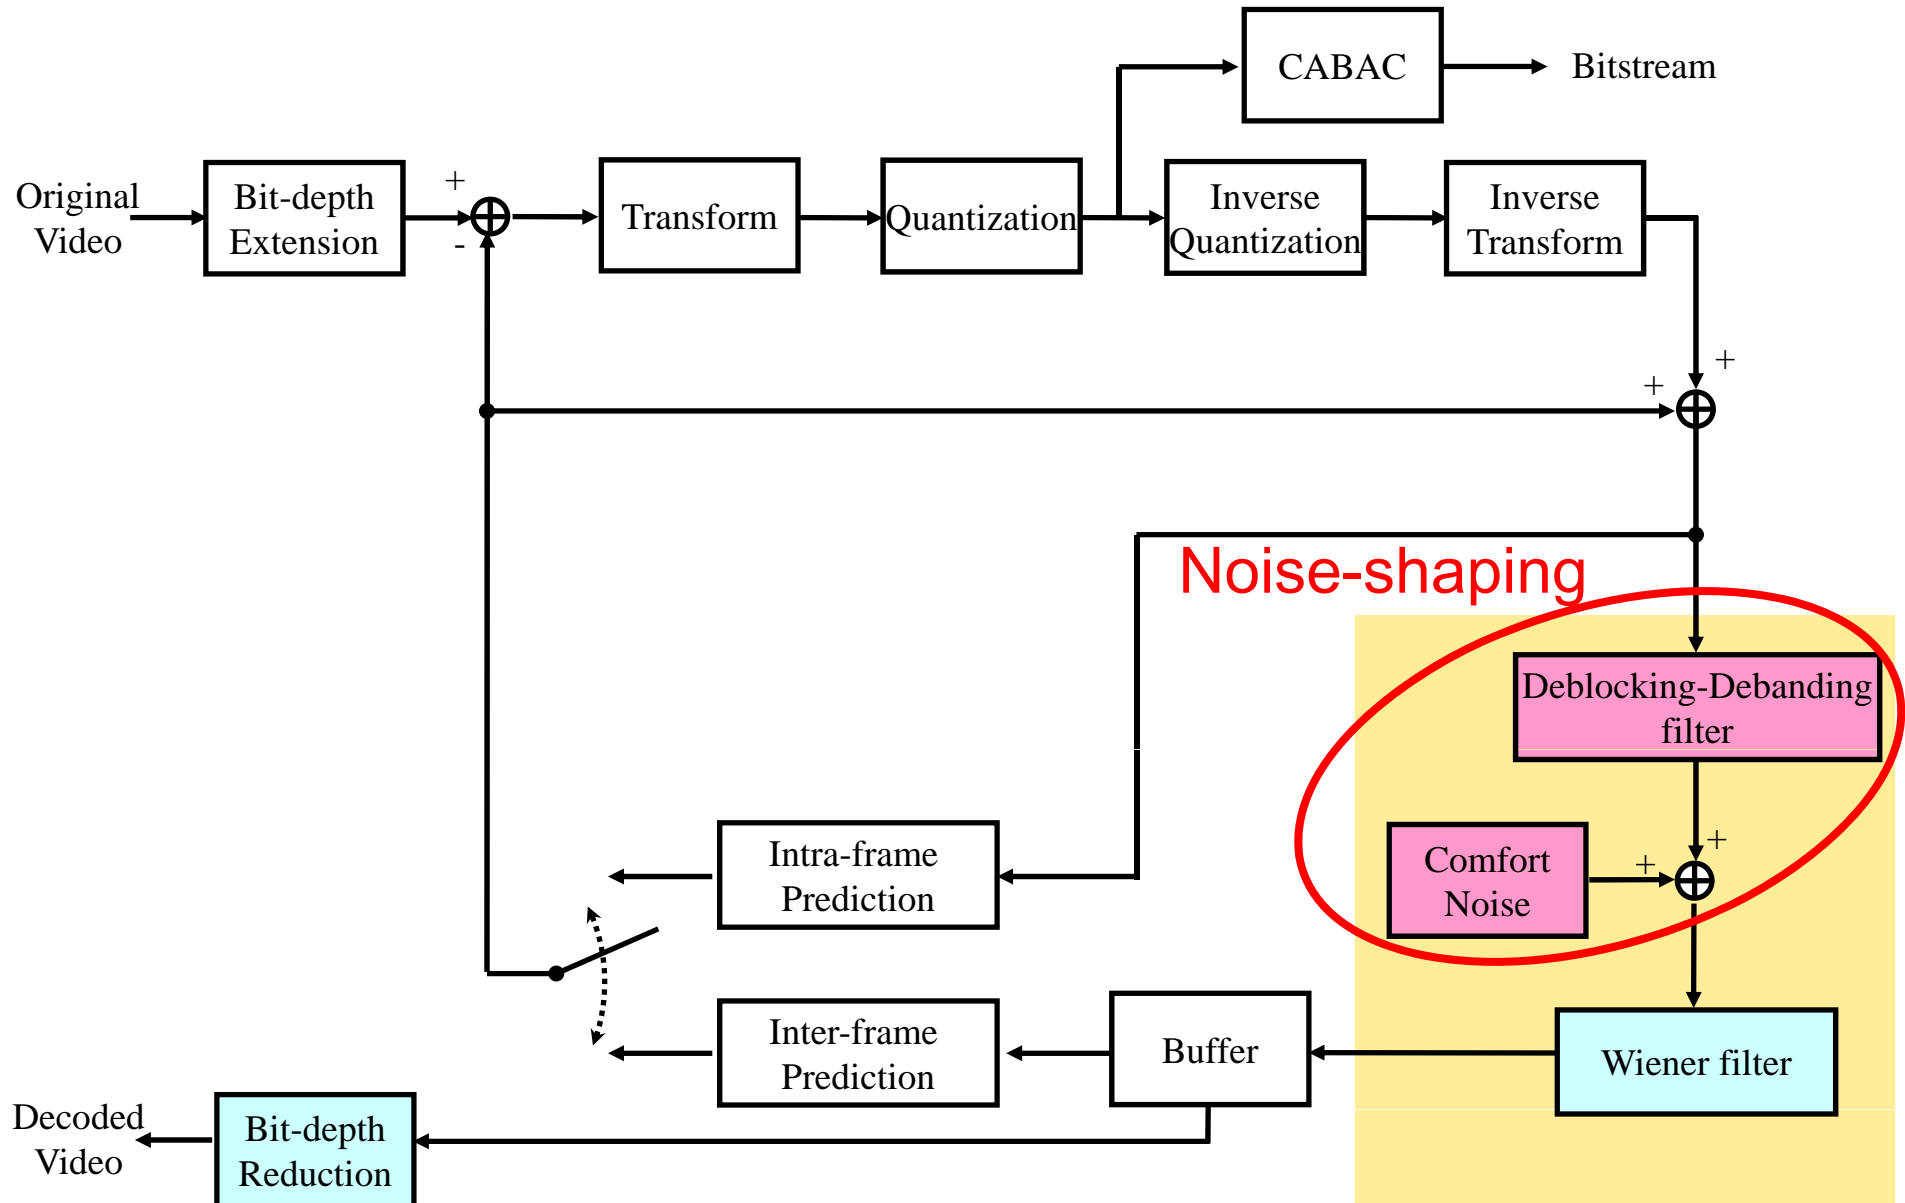 CABAC
Bitstream
Original
Video
Bit-depth
Extension
+
-
Transform
Quantization
Inverse
Quantization
Inverse
Transform
+
+
Noise-shaping
Deblocking-Debanding
filter
Comfort
Noise
+
+
Intra-frame
Prediction
Inter-frame
Prediction
Buffer
Wiener filter
Decoded
Video
Bit-depth
Reduction